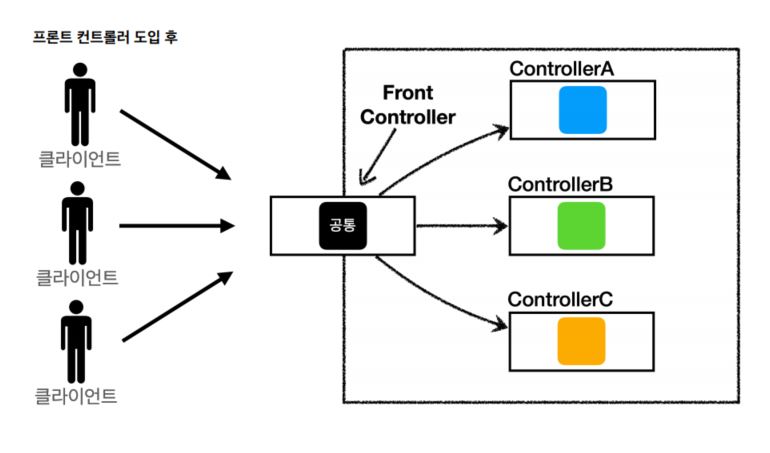 프론트 컨트롤러 도입 후
클라이언트
클라이언트
클라이언트
Front
Controller
공통
ControllerA
ControllerB
ControllerC